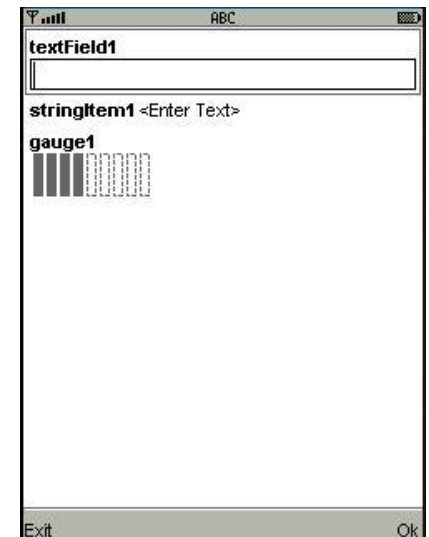 ABC
textField1
stringItem1 <Enter Text>
gauge1
Exit Ok